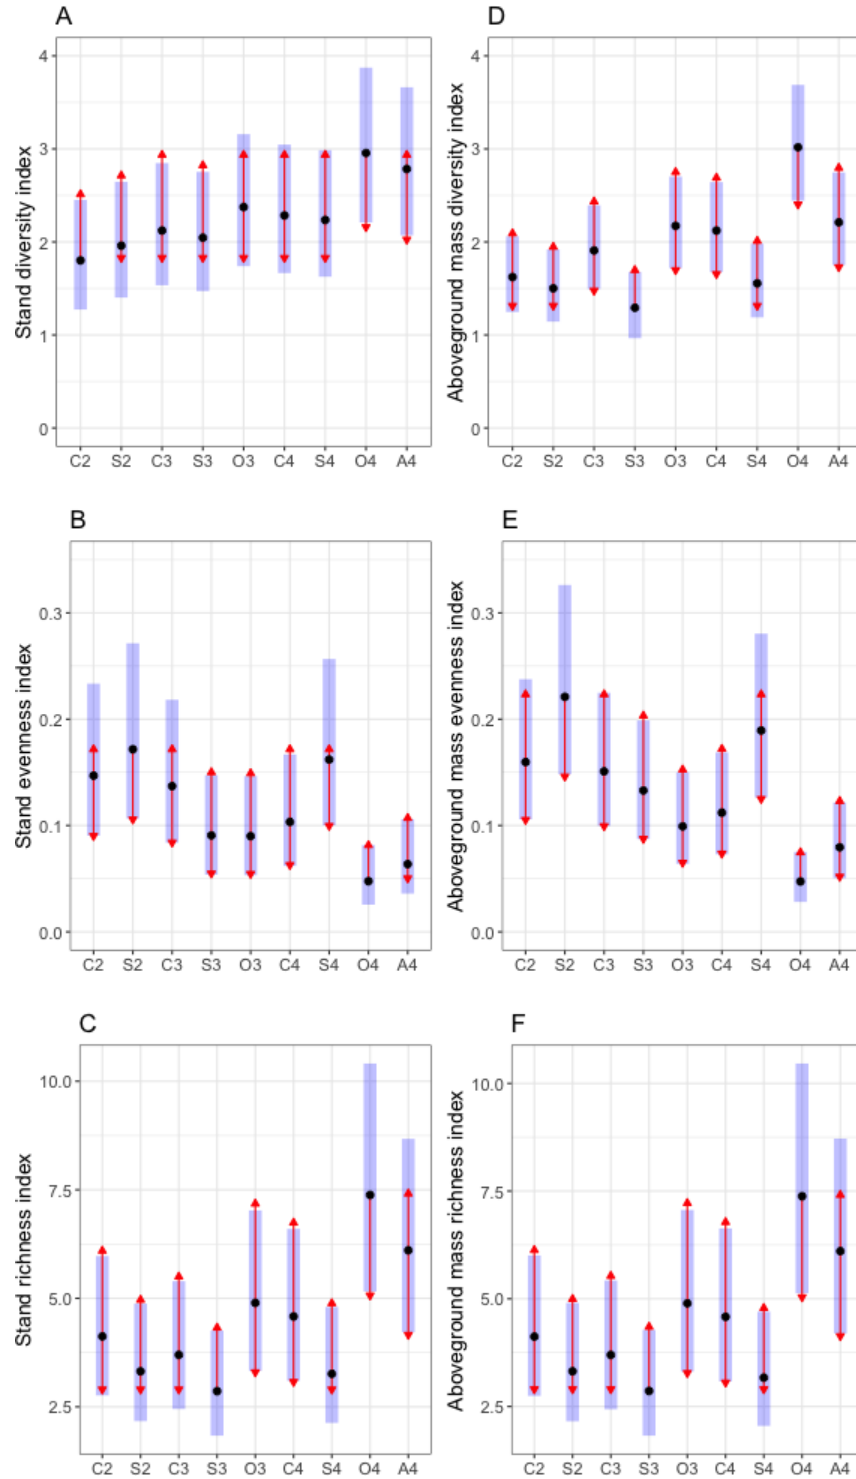 A
Stand diversity index
4
3
2
1
0
C2 S2 C3 S3 O3 C4 S4 O4 A4
D
Aboveground mass diversity index
4
3
2
1
0
C2 S2 C3 S3 O3 C4 S4 O4 A4
B
Stand evenness index
0.3
0.2
0.1
0.0
C2 S2 C3 S3 O3 C4 S4 O4 A4
E
Aboveground mass evenness index
0.3
0.2
0.1
0.0
C2 S2 C3 S3 O3 C4 S4 O4 A4
C
Stand richness index
10.0
7.5
5.0
2.5
C2 S2 C3 S3 O3 C4 S4 O4 A4
F
Aboveground mass richness index
10.0
7.5
5.0
2.5
C2 S2 C3 S3 O3 C4 S4 O4 A4